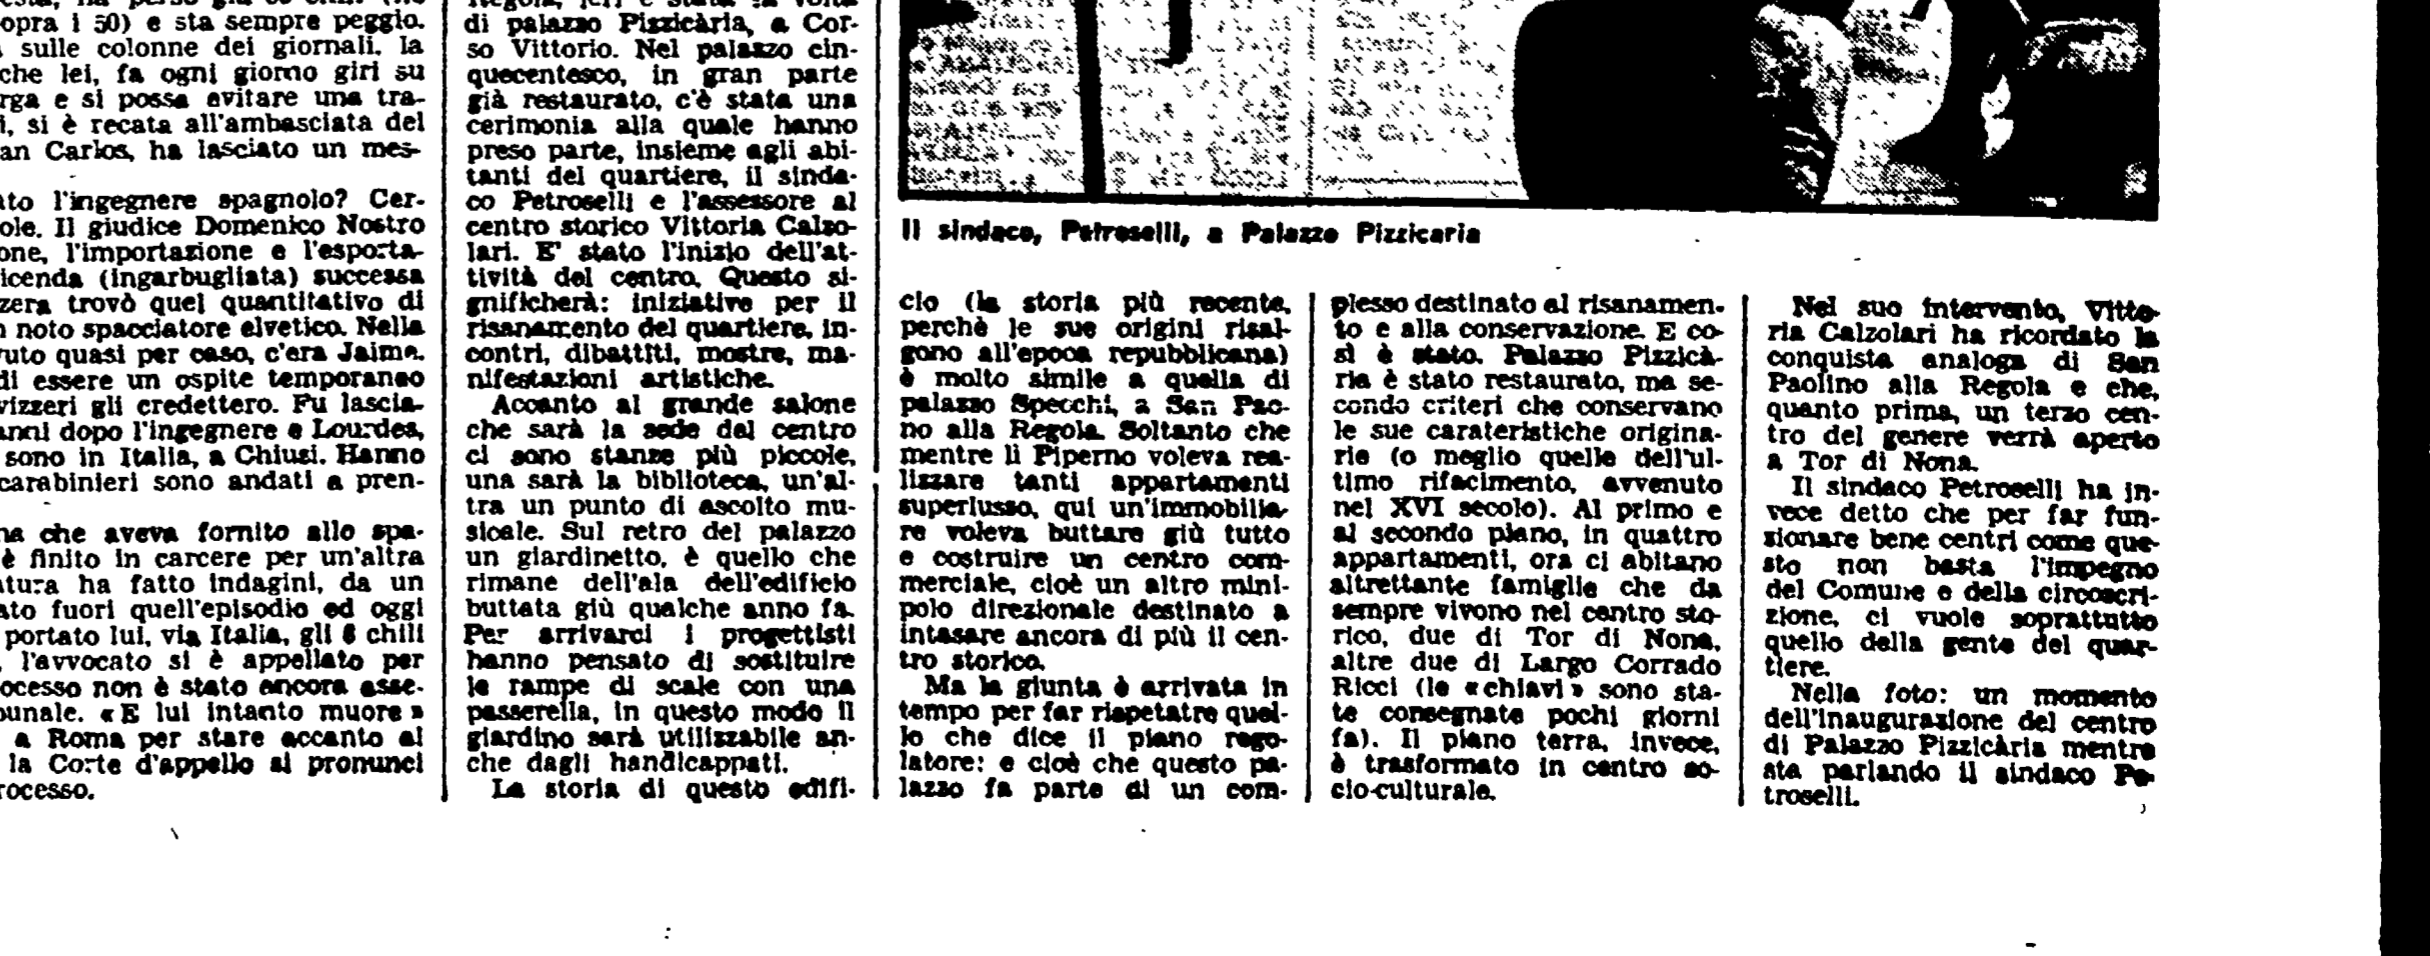 opra i 50) e sta sempre peggio.
sulle colonne dei giornali, la
che lei, fa ogni giorno giri su
rga e si possa evitare una tra-
i, si è recata all'ambasciata del
an Carlos, ha lasciato un mes-
ato l'ingegnere spagnolo? Cer-
ole. Il giudice Domenico Nostro
one, l'importazione e l'esporta-
icenda (ingarbugliata) successa
zera trovò quel quantitativo di
noto spacciatore elvetico. Nella
uto quasi per caso, c'era Jaime.
di essere un ospite temporaneo
vizzeri gli credettero. Fu lascia-
anni dopo l'ingegnere e Lourdes,
sono in Italia, a Chiusi. Hanno
carabinieri sono andati a pren-
na che aveva fornito allo spa-
è finito in carcere per un'altra
atura ha fatto indagini, da un
ato fuori quell'episodio ed oggi
portato lui, via Italia, gli 8 chili
, l'avvocato si è appellato per
ocesso non è stato ancora asse-
bunale. «E lui intanto muore»
a Roma per stare accanto al
la Corte d'appello si pronunci
rocesso.
di palazzo Pizzicària, a Cor-
so Vittorio. Nel palazzo cin-
quecentesco, in gran parte
già restaurato, c'è stata una
cerimonia alla quale hanno
preso parte, insieme agli abi-
tanti del quartiere, il sinda-
co Petroselli e l'assessore al
centro storico Vittoria Calzo-
lari. E' stato l'inizio dell'at-
tività del centro. Questo si-
gnificherà: iniziative per il
risanamento del quartiere, in-
contri, dibattiti, mostre, ma-
nifestazioni artistiche.
Accanto al grande salone
che sarà la sede del centro
ci sono stanze più piccole,
una sarà la biblioteca, un'al-
tra un punto di ascolto mu-
sicale. Sul retro del palazzo
un giardinetto, è quello che
rimane dell'ala dell'edificio
buttata giù qualche anno fa.
Per arrivarci i progettisti
hanno pensato di sostituire
le rampe di scale con una
passerella, in questo modo il
giardino sarà utilizzabile an-
che dagli handicappati.
La storia di questo edifi-
Il sindaco, Petroselli, a Palazzo Pizzicaria
cio (la storia più recente,
perchè le sue origini risal-
gono all'epoca repubblicana)
è molto simile a quella di
palazzo Specchi, a San Pao-
no alla Regola. Soltanto che
mentre lì Piperno voleva rea-
lizzare tanti appartamenti
superlusso, qui un'immobilia-
re voleva buttare giù tutto
e costruire un centro com-
merciale, cioè un altro mini-
polo direzionale destinato a
intasare ancora di più il cen-
tro storico.
Ma la giunta è arrivata in
tempo per far rispetatre quel-
lo che dice il piano rego-
latore: e cioè che questo pa-
lazzo fa parte di un com-
plesso destinato al risanamen-
to e alla conservazione. E co-
sì è stato. Palazzo Pizzicà-
ria è stato restaurato, ma se-
condo criteri che conservano
le sue carateristiche origina-
rie (o meglio quelle dell'ul-
timo rifacimento, avvenuto
nel XVI secolo). Al primo e
al secondo piano, in quattro
appartamenti, ora ci abitano
altrettante famiglie che da
sempre vivono nel centro sto-
rico, due di Tor di Nona,
altre due di Largo Corrado
Ricci (le «chiavi» sono sta-
te consegnate pochi giorni
fa). Il piano terra, invece,
è trasformato in centro so-
cio-culturale.
Nel suo intervento, Vitto-
ria Calzolari ha ricordato la
conquista analoga di San
Paolino alla Regola e che,
quanto prima, un terzo cen-
tro del genere verrà aperto
a Tor di Nona.
Il sindaco Petroselli ha in-
vece detto che per far fun-
zionare bene centri come que-
sto non basta l'impegno
del Comune e della circoscri-
zione, ci vuole soprattutto
quello della gente del quar-
tiere.
Nella foto: un momento
dell'inaugurazione del centro
di Palazzo Pizzicària mentre
sta parlando il sindaco Pe-
troselli.